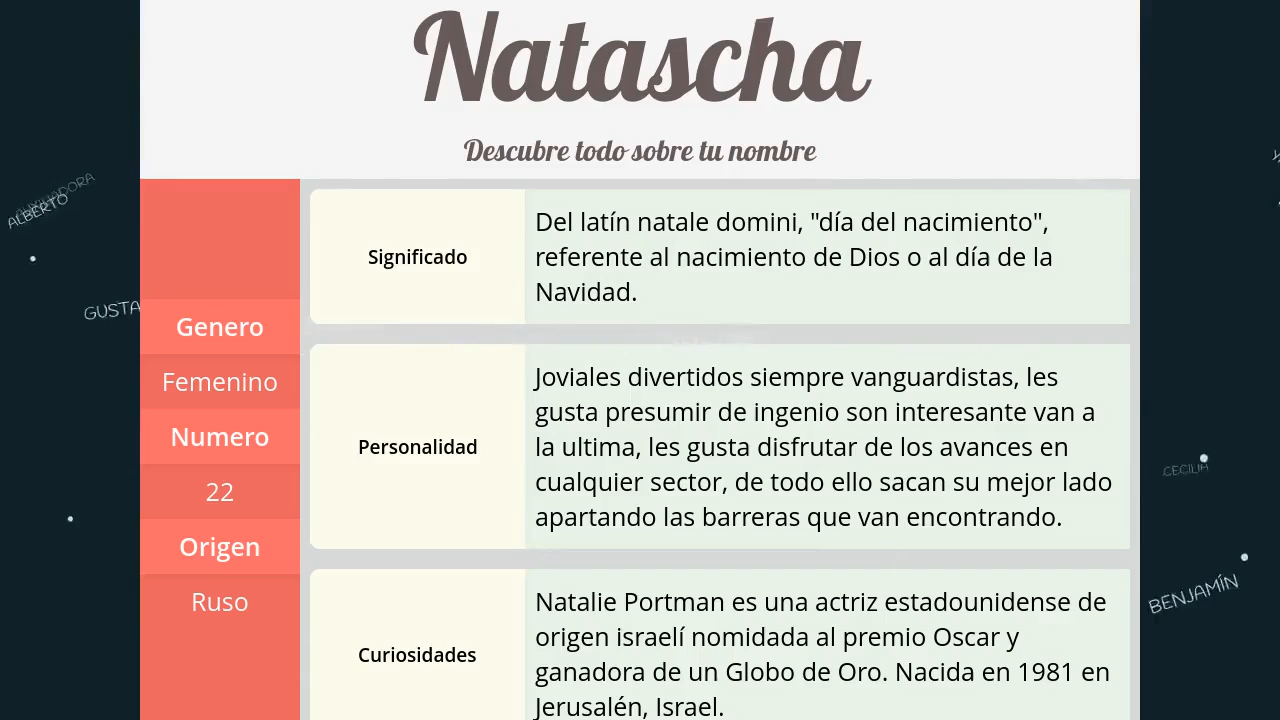 Natascha
Descubre todo sobre tu nombre
ALBERTO
GUSTA
Genero
Femenino
Numero
22
Origen
Ruso
Significado
Del latín natale domini, "día del nacimiento",
referente al nacimiento de Dios o al día de la
Navidad.
Personalidad
Joviales divertidos siempre vanguardistas, les
gusta presumir de ingenio son interesante van a
la ultima, les gusta disfrutar de los avances en
cualquier sector, de todo ello sacan su mejor lado
apartando las barreras que van encontrando.
Curiosidades
Natalie Portman es una actriz estadounidense de
origen israelí nomidada al premio Oscar y
ganadora de un Globo de Oro. Nacida en 1981 en
Jerusalén, Israel.
CECILIA
BENJAMÍN